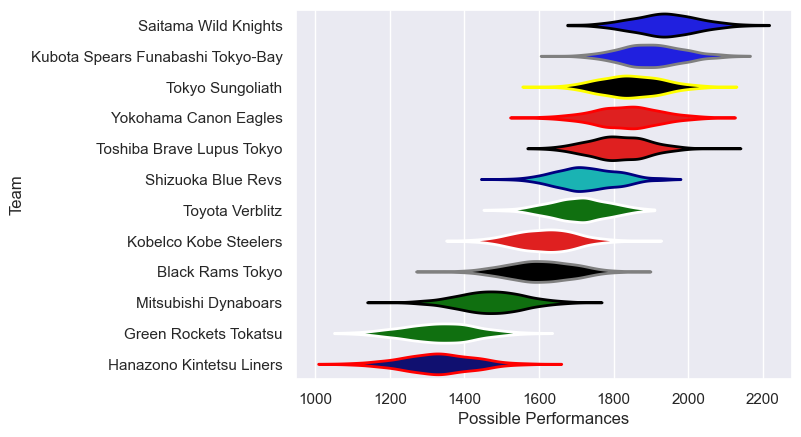 Saitama Wild Knights
Kubota Spears Funabashi Tokyo-Bay
Tokyo Sungoliath
Yokohama Canon Eagles
Toshiba Brave Lupus Tokyo
Shizuoka Blue Revs
Toyota Verblitz
Kobelco Kobe Steelers
Black Rams Tokyo
Mitsubishi Dynaboars
Green Rockets Tokatsu
Hanazono Kintetsu Liners
Team
1000 1200 1400 1600 1800 2000 2200
Possible Performances